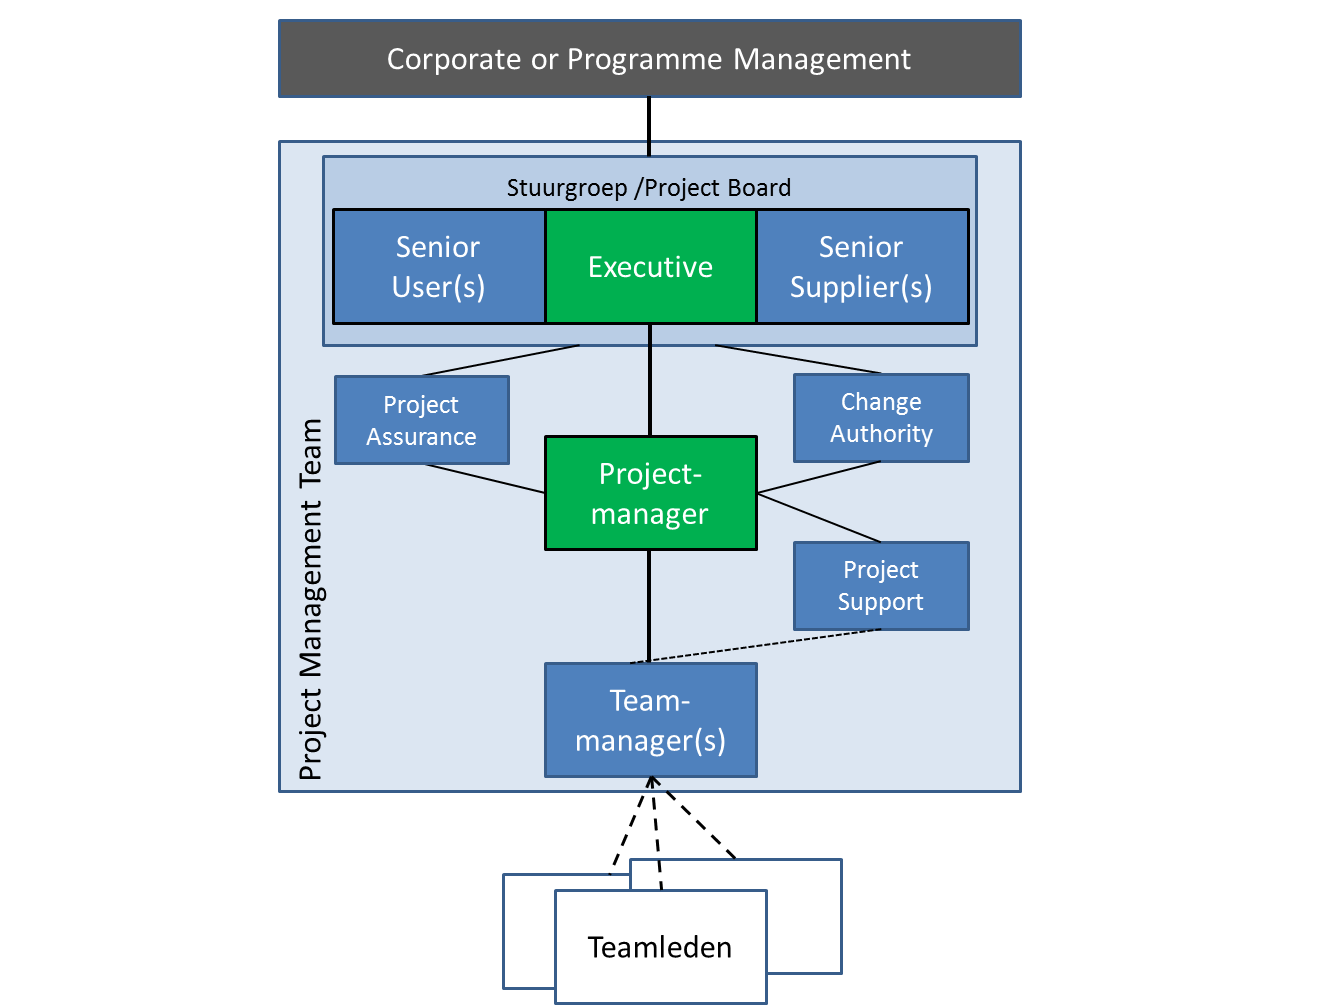 Corporate or Programme Management
Stuurgroep /Project Board
Senior
User(s)
Executive
Senior
Supplier(s)
Project
Assurance
Change
Authority
Project-
manager
Project
Support
Project Management Team
Team-
manager(s)
Teamleden